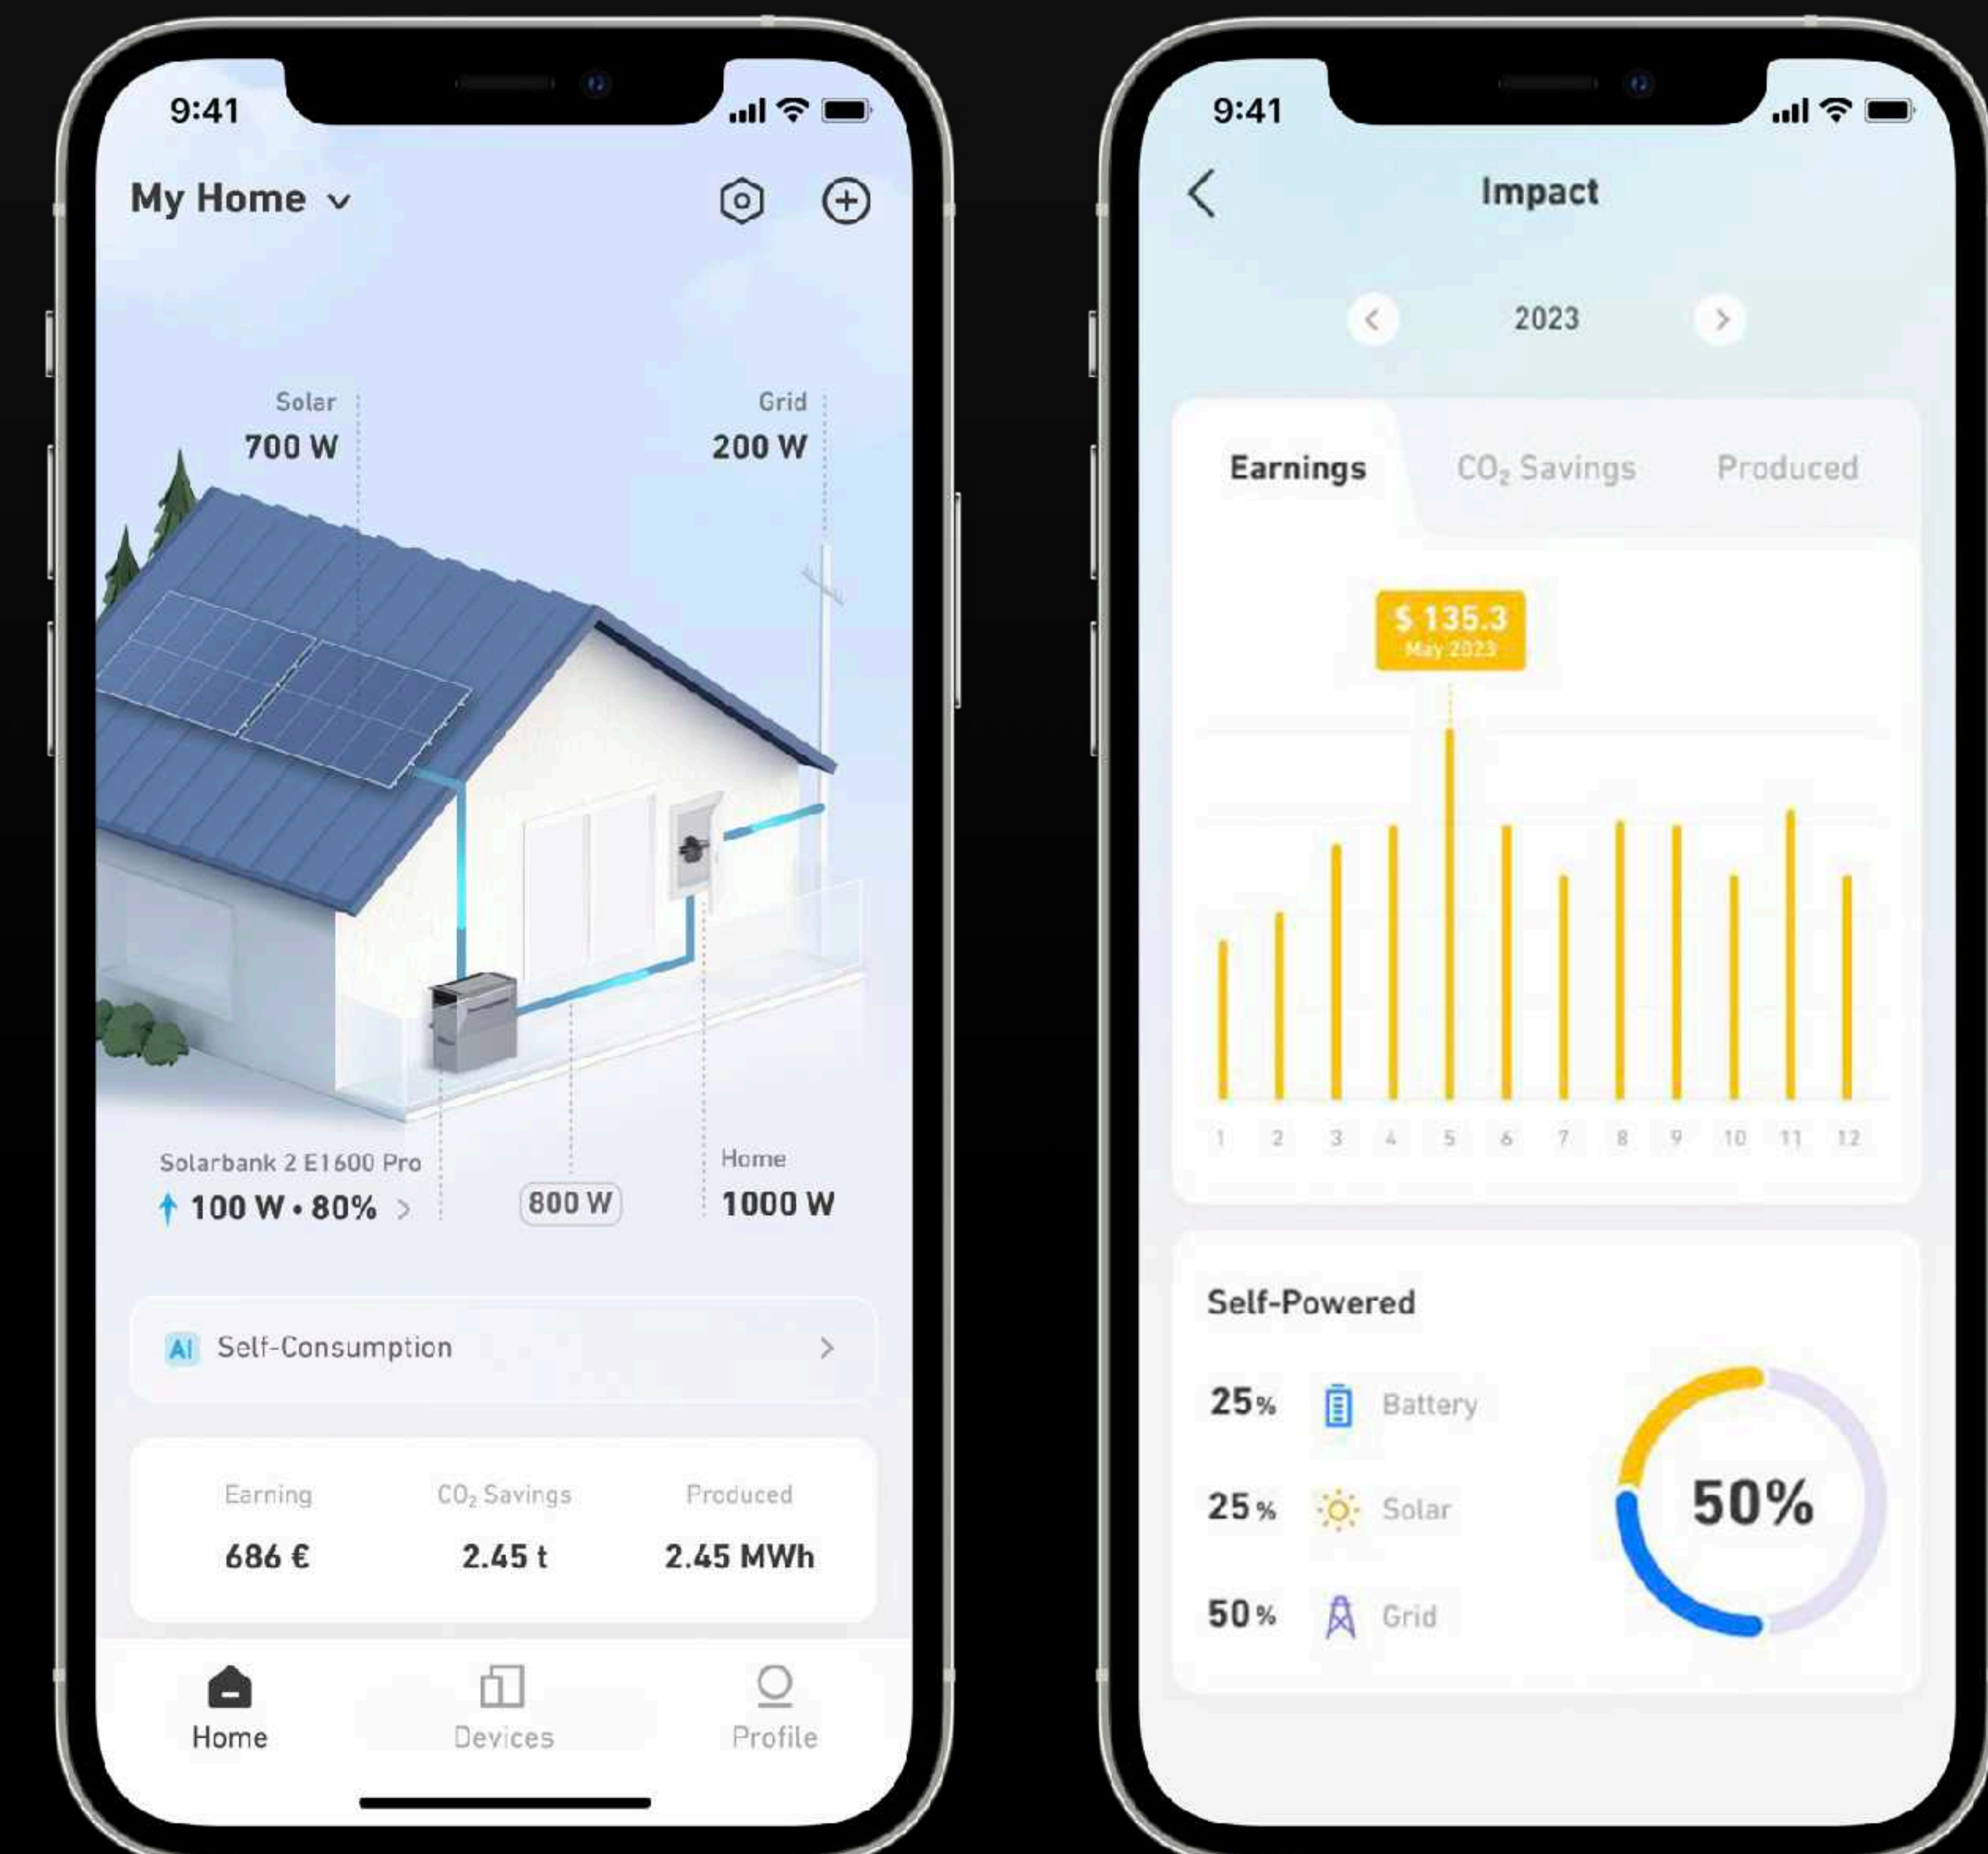 9:41
My Home
Solar
700 W
Grid
200 W
Solarbank 2 E1600 Pro
100 W • 80%
800 W
Home
1000 W
AI Self-Consumption
Earning
686 €
CO₂ Savings
2.45 t
Produced
2.45 MWh
Home
Devices
Profile
9:41
Impact
2023
Earnings
CO₂ Savings
Produced
$ 135.3
May 2023
1 2 3 4 5 6 7 8 9 10 11 12
Self-Powered
25% Battery
25% Solar
50% Grid
50%